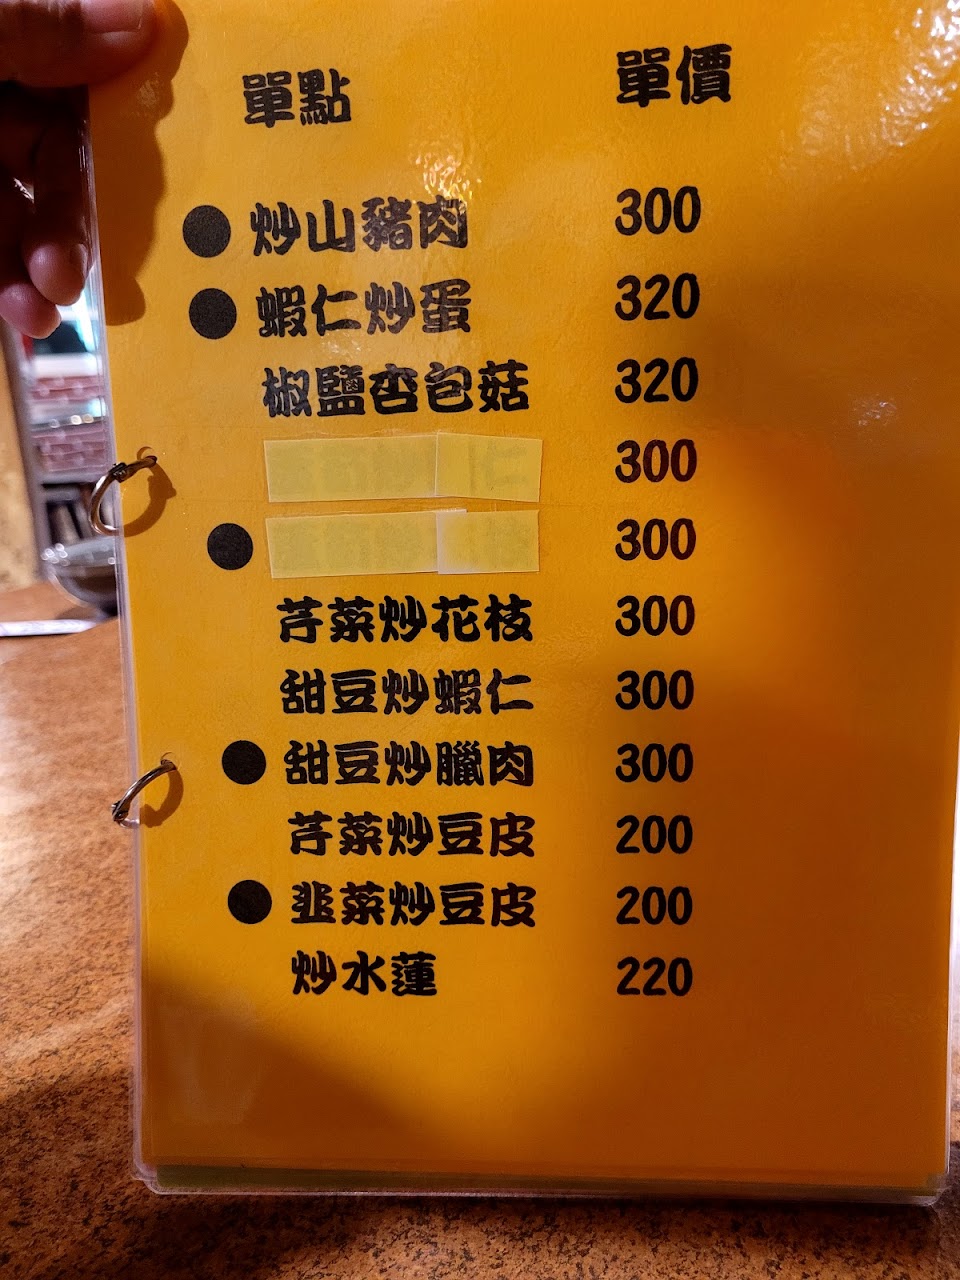 單點 單價
● 炒山豬肉 300
● 蝦仁炒蛋 320
椒鹽杏包菇 320
300
● 300
芹菜炒花枝 300
甜豆炒蝦仁 300
● 甜豆炒臘肉 300
芹菜炒豆皮 200
● 韭菜炒豆皮 200
炒水蓮 220